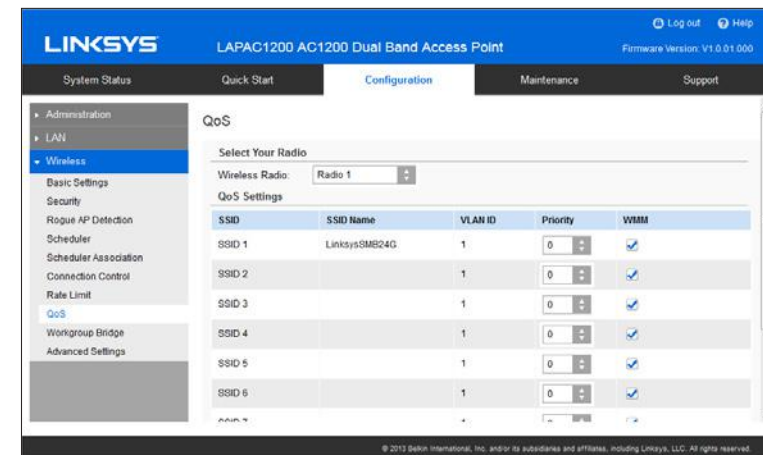 Log out Help
LINKSYS LAPAC1200 AC1200 Dual Band Access Point Firmware Version: V1.0.01.000
System Status Quick Start Configuration Maintenance Support
Administration
LAN
Wireless
Basic Settings
Security
Rogue AP Detection
Scheduler
Scheduler Association
Connection Control
Rate Limit
QoS
Workgroup Bridge
Advanced Settings
QoS
Select Your Radio
Wireless Radio: Radio 1
QoS Settings
SSID SSID Name VLAN ID Priority WMM
SSID 1 LinksysSMB24G 1 0
SSID 2 1 0
SSID 3 1 0
SSID 4 1 0
SSID 5 1 0
SSID 6 1 0
© 2013 Belkin International, Inc. and/or its subsidiaries and affiliates, including Linksys, LLC. All rights reserved.